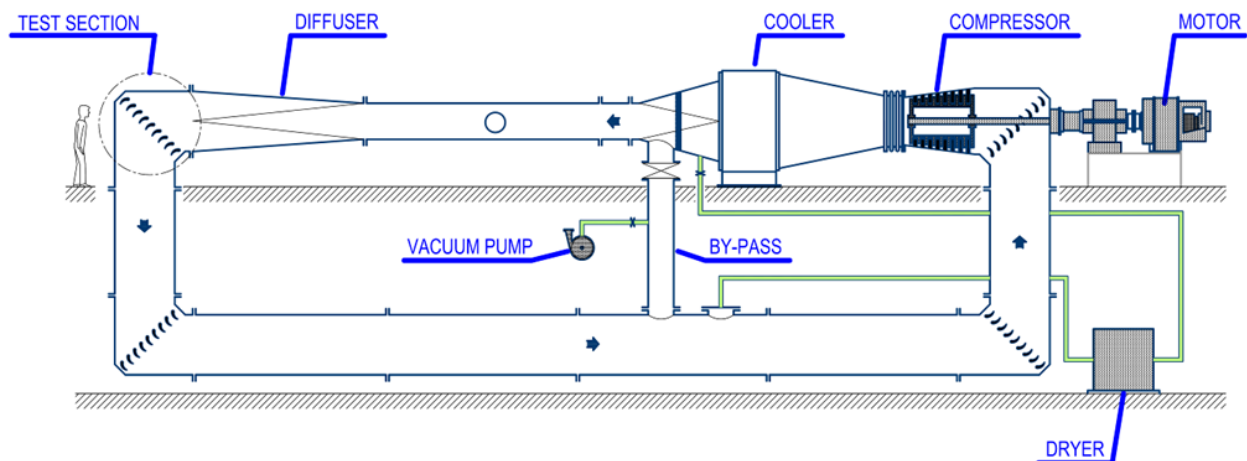 TEST SECTION
DIFFUSER
COOLER
COMPRESSOR
MOTOR
VACUUM PUMP
BY-PASS
DRYER